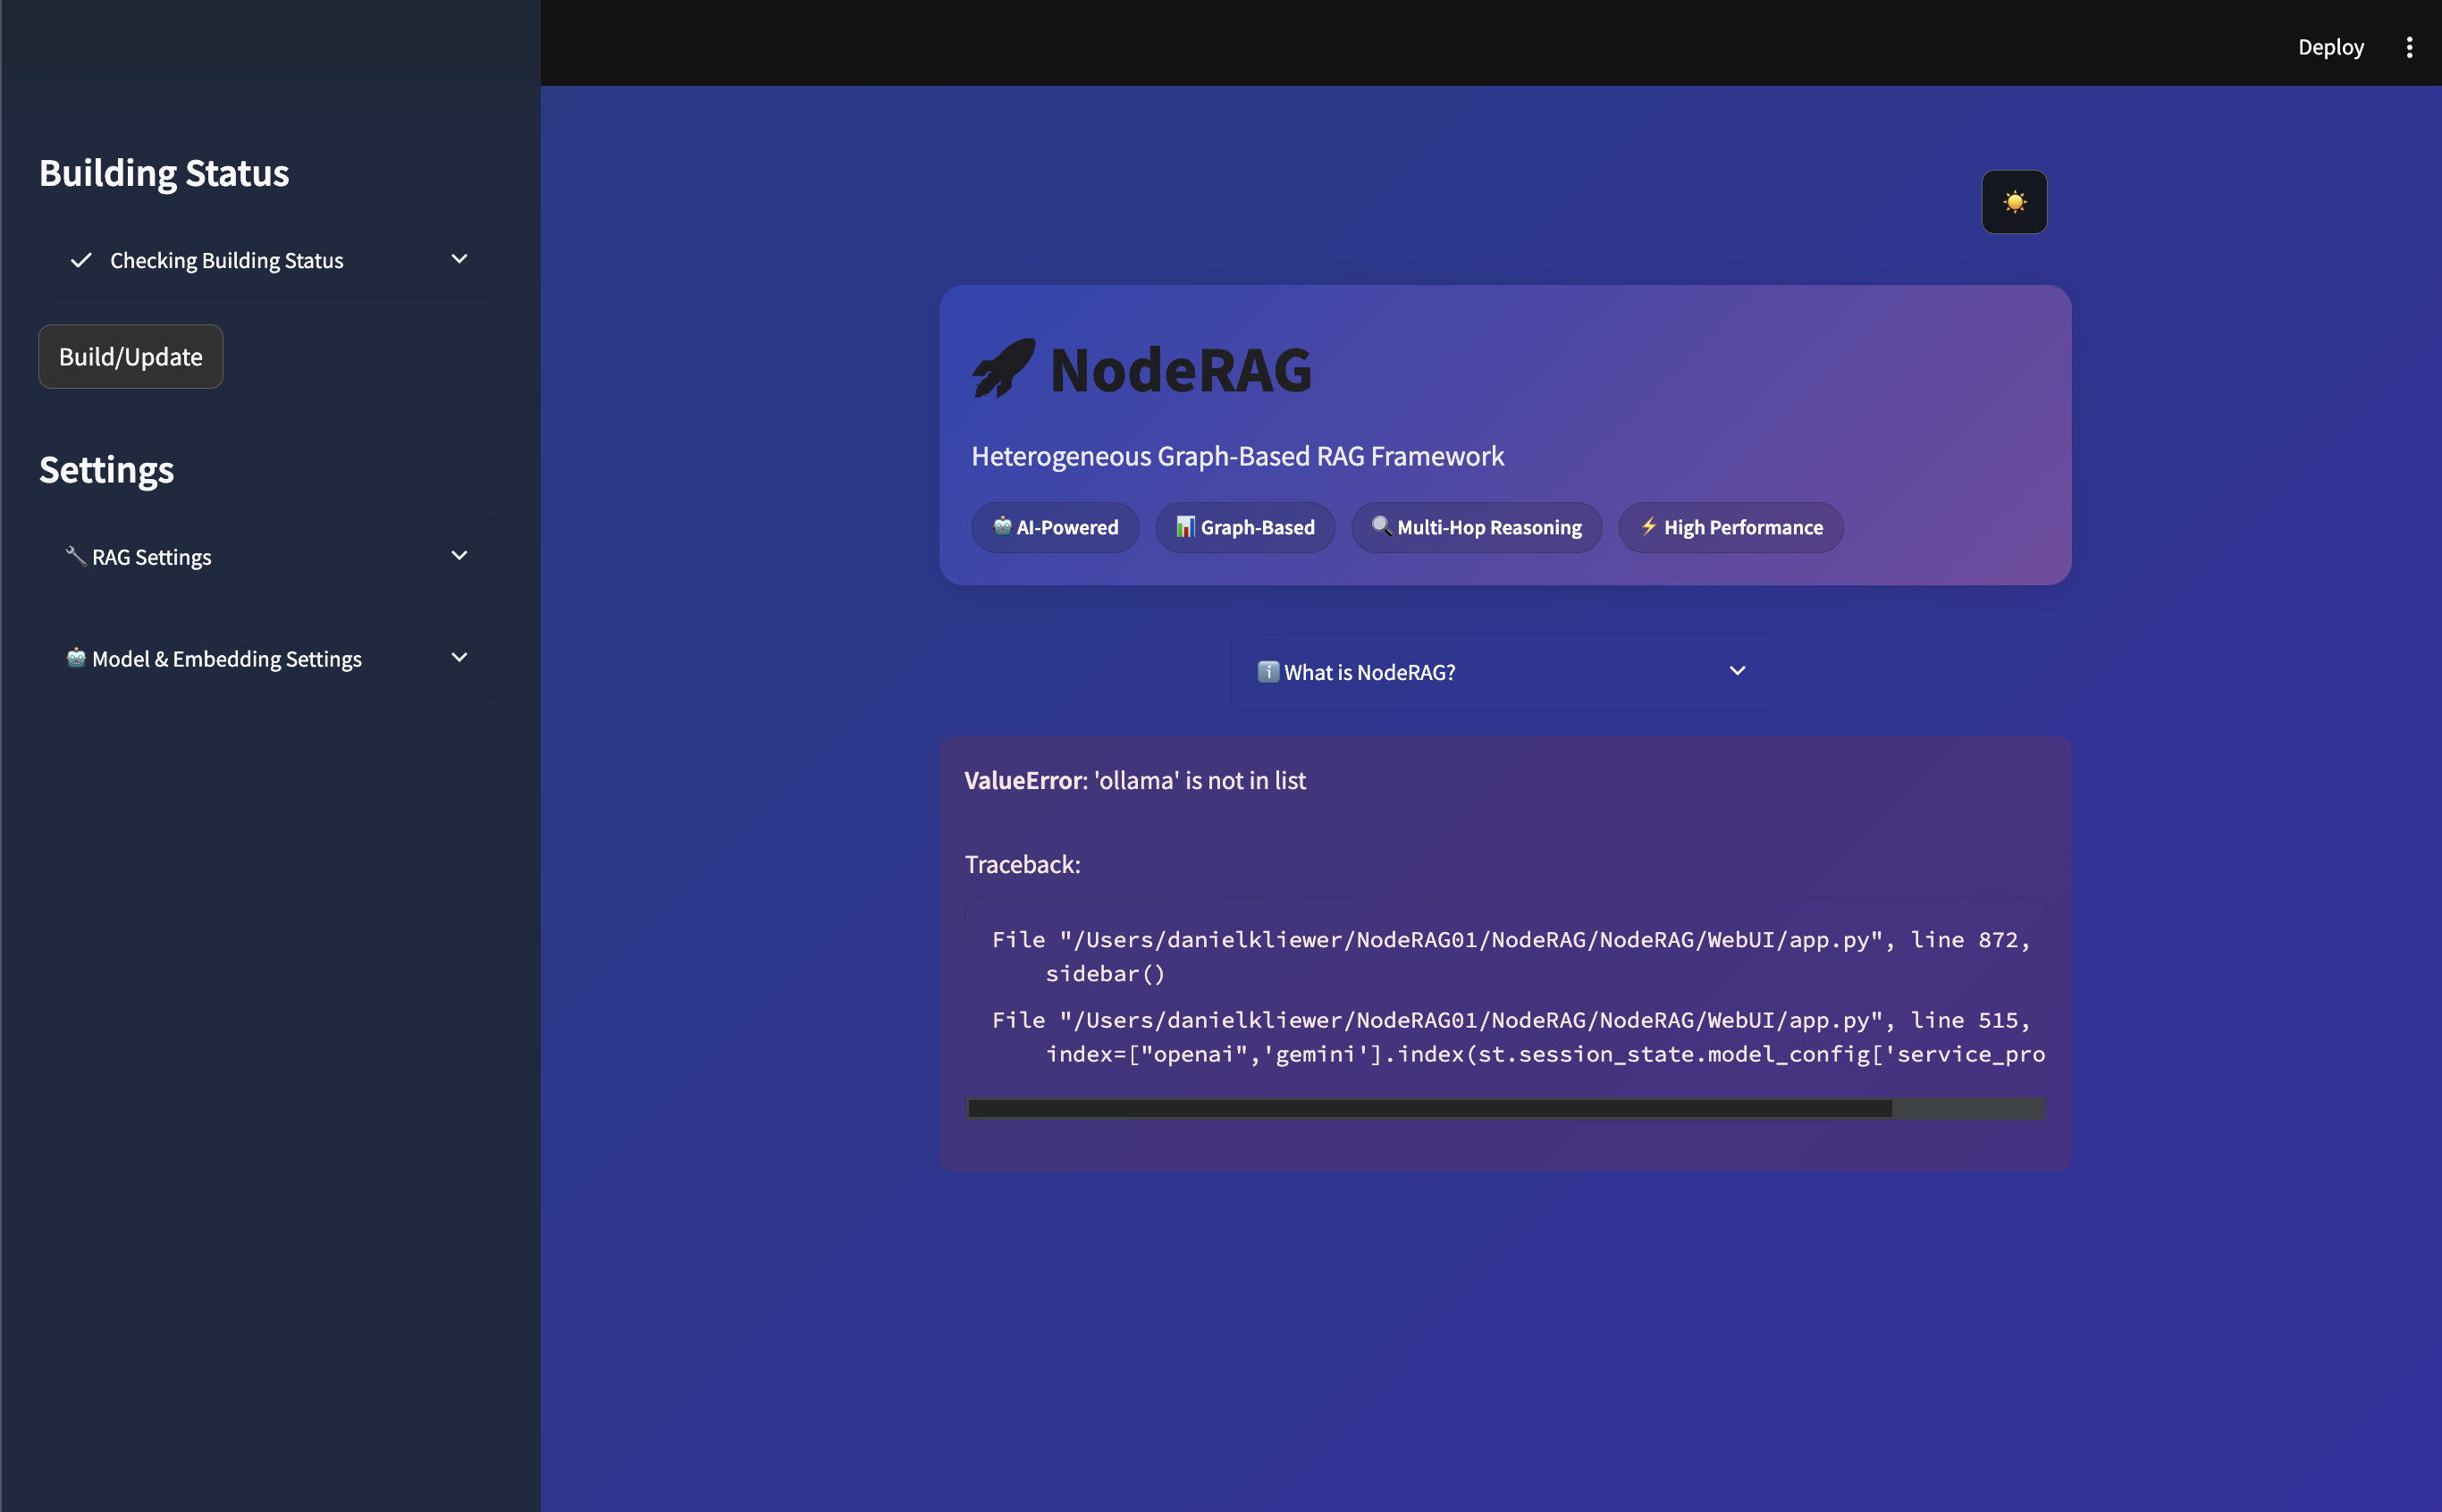 Deploy
Building Status
Checking Building Status
Build/Update
Settings
🔧 RAG Settings
🤖 Model & Embedding Settings
NodeRAG
Heterogeneous Graph-Based RAG Framework
🤖 AI-Powered
📊 Graph-Based
🔍 Multi-Hop Reasoning
⚡ High Performance
ℹ️ What is NodeRAG?
ValueError: 'ollama' is not in list
Traceback:
File "/Users/danielkliewer/NodeRAG01/NodeRAG/NodeRAG/WebUI/app.py", line 872,
sidebar()
File "/Users/danielkliewer/NodeRAG01/NodeRAG/NodeRAG/WebUI/app.py", line 515,
index=["openai",'gemini'].index(st.session_state.model_config['service_pro